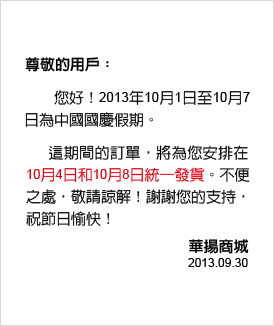 尊敬的用戶：
您好！2013年10月1日至10月7
日為中國國慶假期。
這期間的訂單，將為您安排在
10月4日和10月8日統一發貨。不便
之處，敬請諒解！謝謝您的支持，
祝節日愉快！
華揚商城
2013.09.30